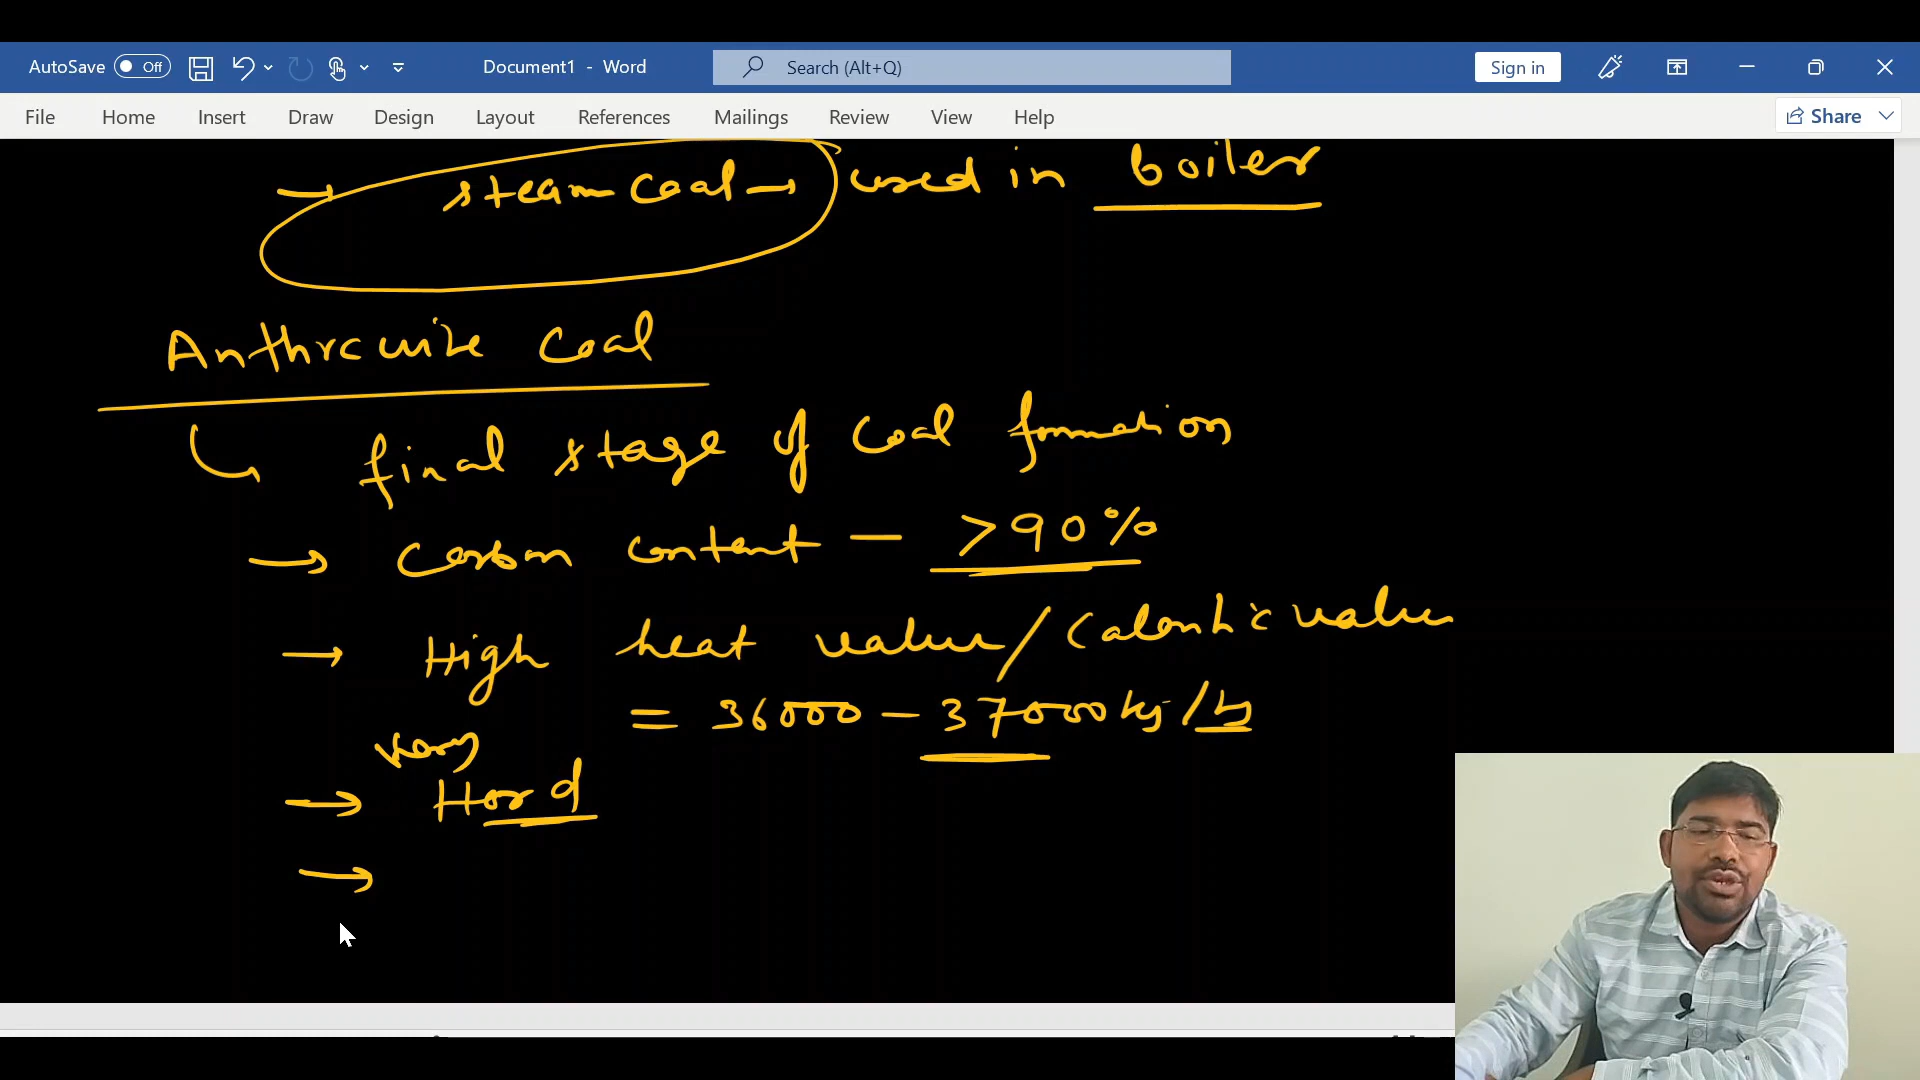 AutoSave Off Document1 - Word Search (Alt+Q) Sign in
File Home Insert Draw Design Layout References Mailings Review View Help Share
→ steam coal → used in boiler
Anthracite Coal
final stage of coal formation
→ Carbon content — >90%
→ High heat value/Calorific value
= 36000 – 37000 kJ/kg
very
→ Hard
→